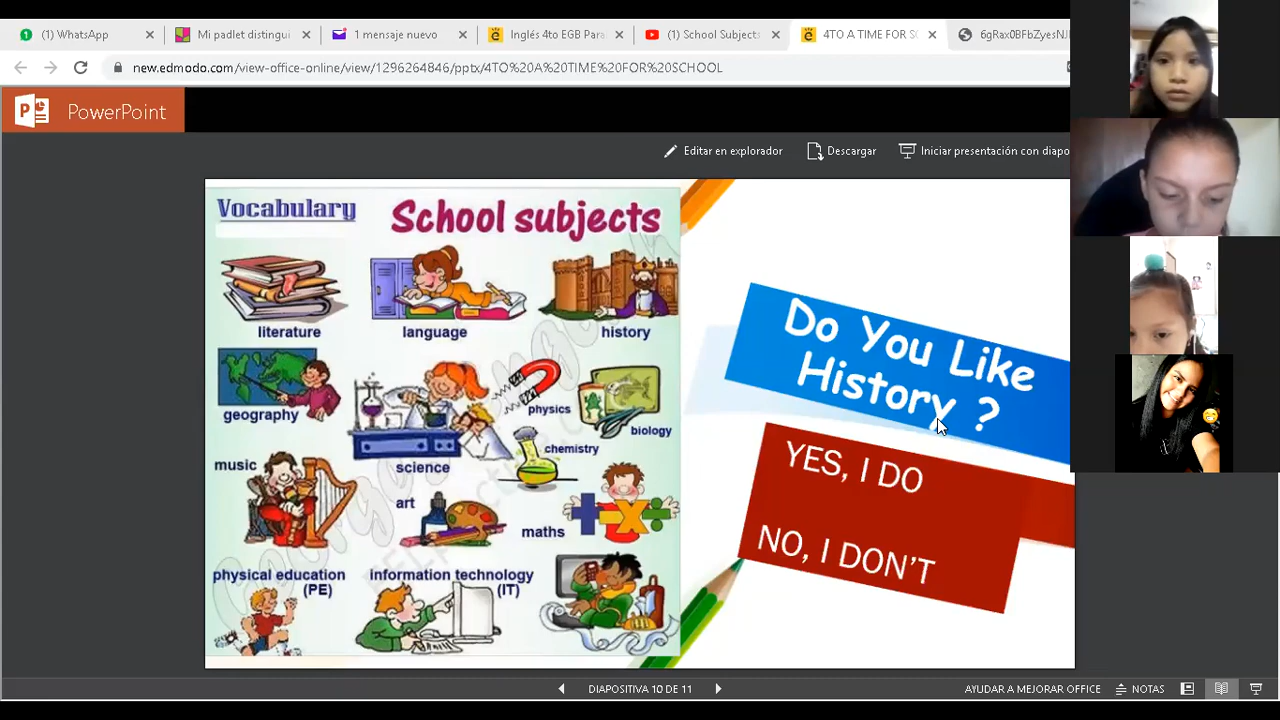 (1) WhatsApp
Mi padlet distingui
1 mensaje nuevo
Inglés 4to EGB Para
(1) School Subjects
4TO A TIME FOR SC
6gRax0BFbZyesNJ
new.edmodo.com/view-office-online/view/1296264846/pptx/4TO%20A%20TIME%20FOR%20SCHOOL
PowerPoint
Editar en explorador
Descargar
Iniciar presentación con diapo
Vocabulary
School subjects
literature
language
history
geography
physics
biology
chemistry
science
music
art
maths
physical education
(PE)
information technology
(IT)
Do You Like
History ?
YES, I DO
NO, I DON'T
DIAPOSITIVA 10 DE 11
AYUDAR A MEJORAR OFFICE
NOTAS